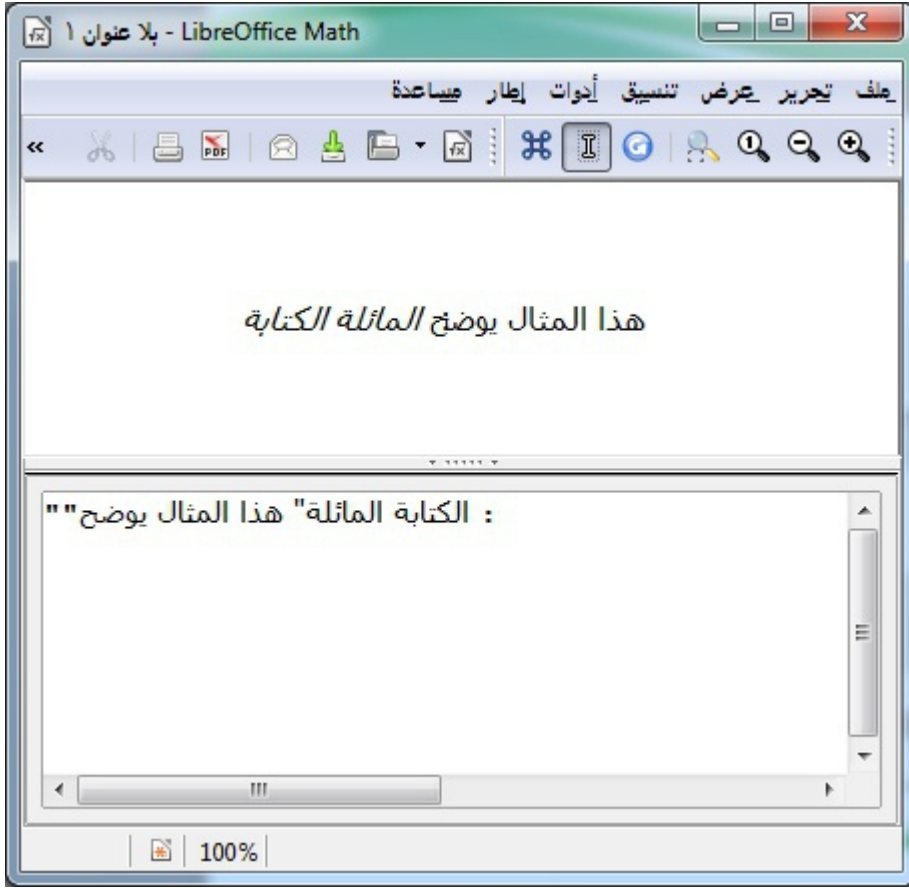 بلا عنوان ١ - LibreOffice Math
ملف تحرير عرض تنسيق أدوات إطار مساعدة
هذا المثال يوضح المائلة الكتابة
: الكتابة المائلة" هذا المثال يوضح""
100%